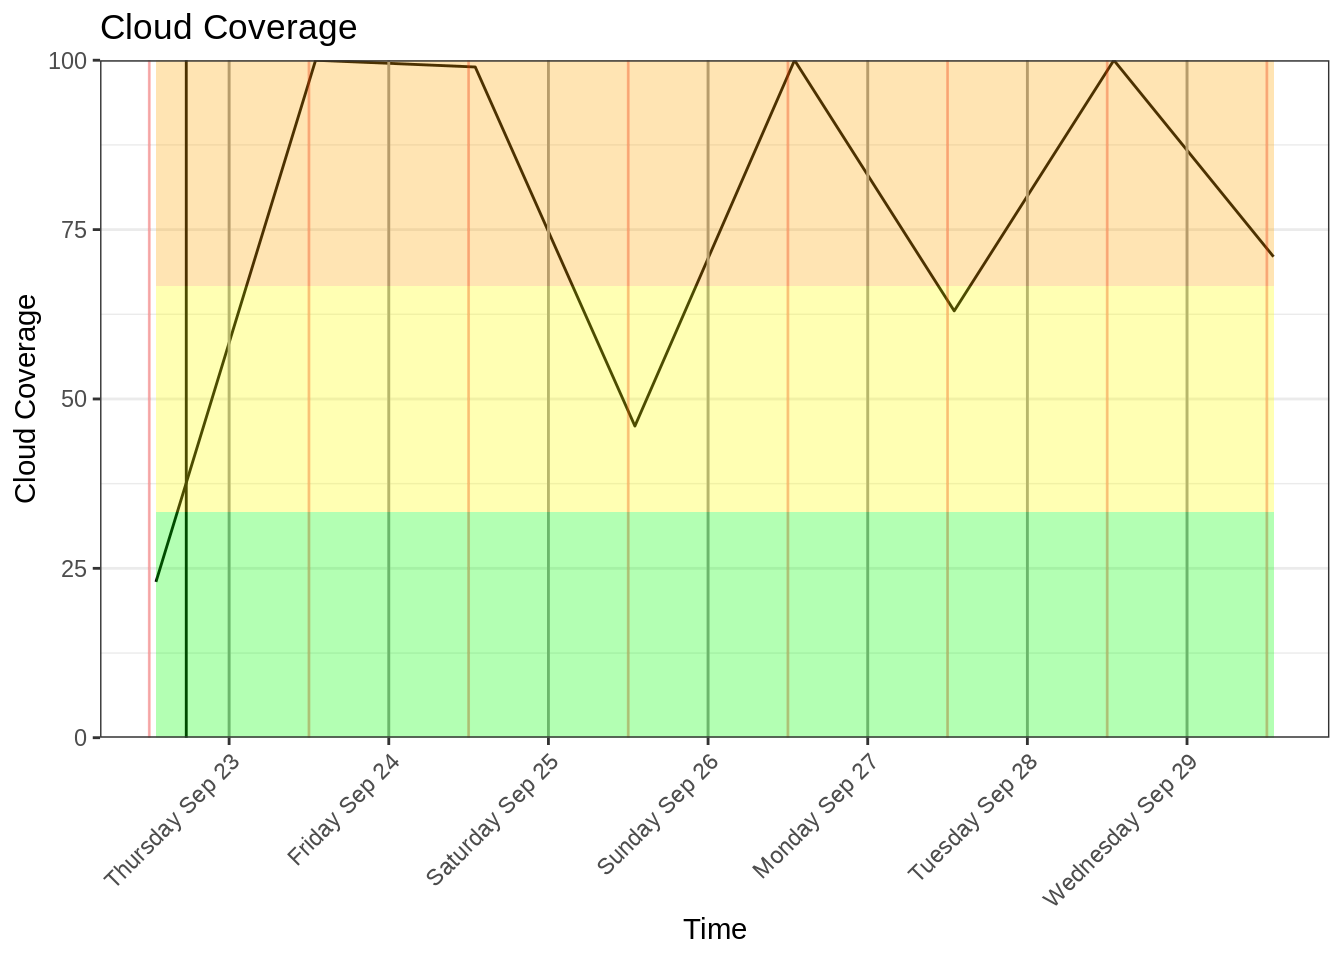 Cloud Coverage
100
75
50
25
0
Cloud Coverage
Thursday Sep 23
Friday Sep 24
Saturday Sep 25
Sunday Sep 26
Monday Sep 27
Tuesday Sep 28
Wednesday Sep 29
Time